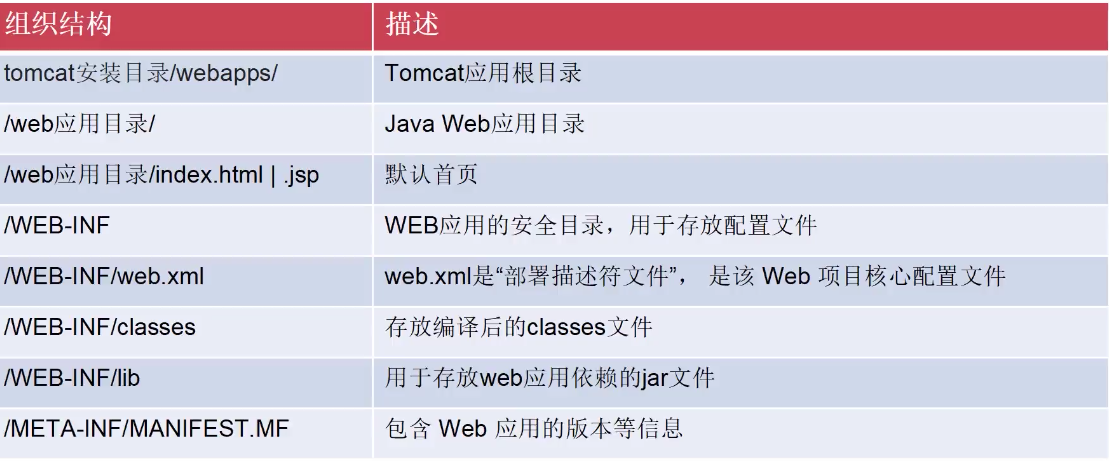 组织结构 描述
tomcat安装目录/webapps/ Tomcat应用根目录
/web应用目录/ Java Web应用目录
/web应用目录/index.html | .jsp 默认首页
/WEB-INF WEB应用的安全目录，用于存放配置文件
/WEB-INF/web.xml web.xml是“部署描述符文件”， 是该 Web 项目核心配置文件
/WEB-INF/classes 存放编译后的classes文件
/WEB-INF/lib 用于存放web应用依赖的jar文件
/META-INF/MANIFEST.MF 包含 Web 应用的版本等信息